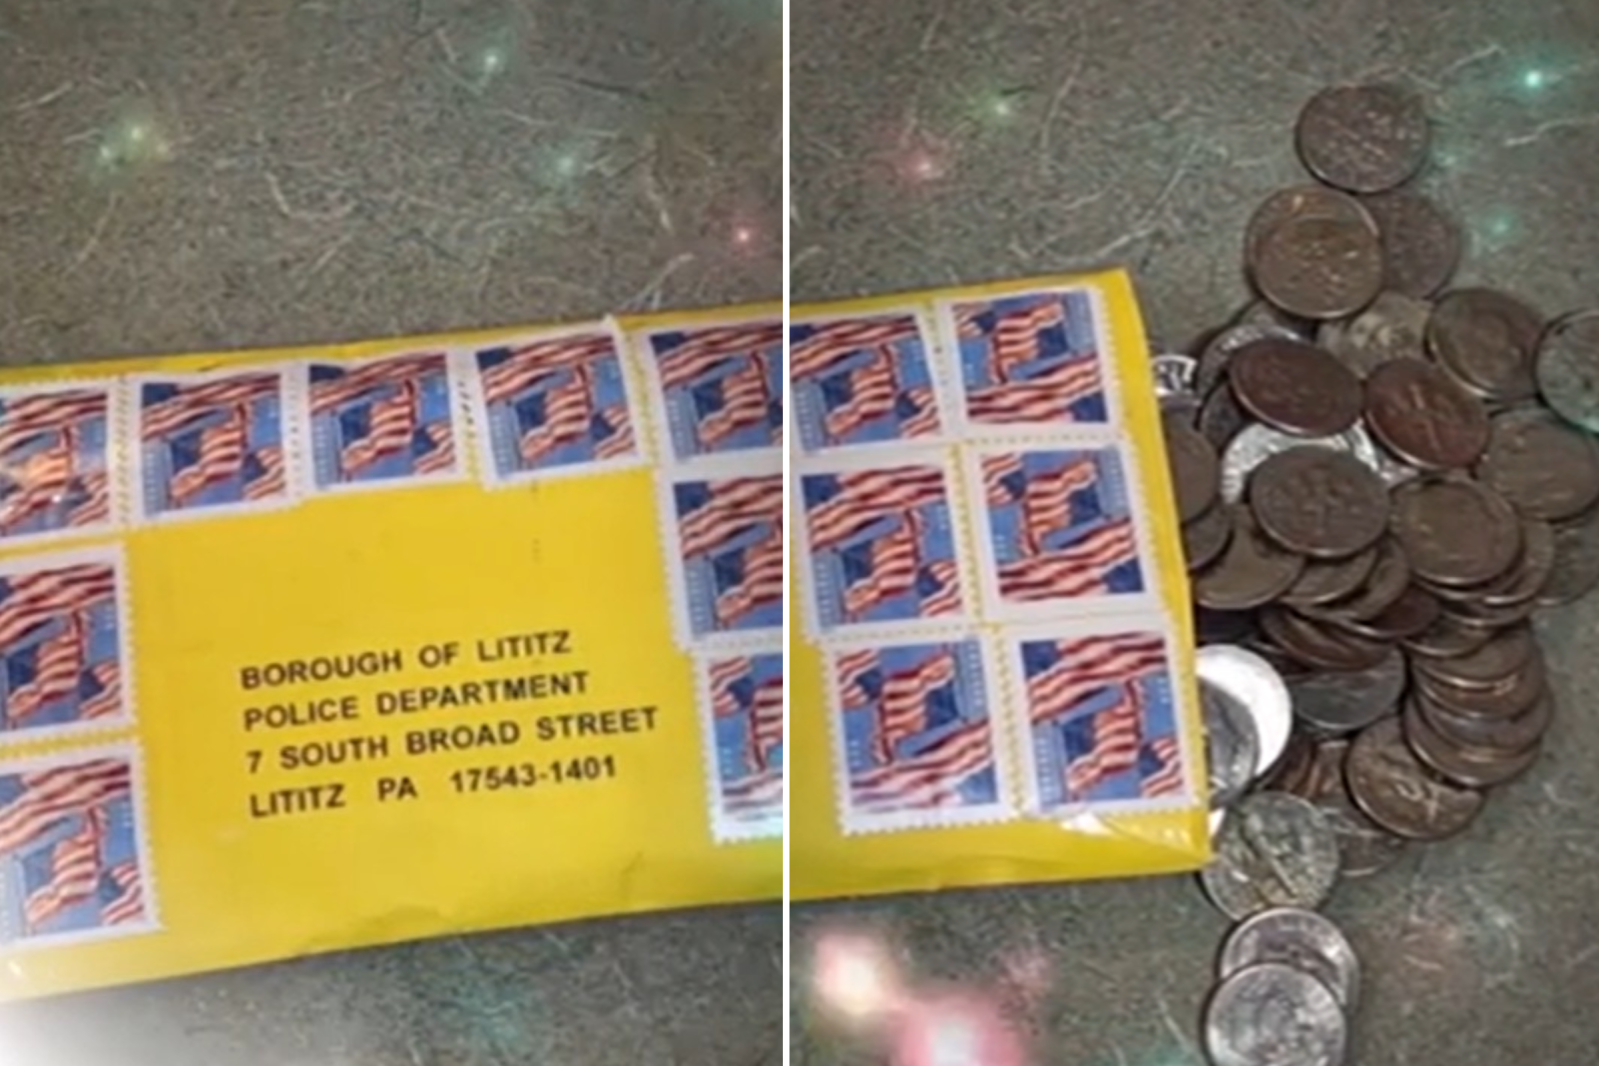 BOROUGH OF LITITZ
POLICE DEPARTMENT
7 SOUTH BROAD STREET
LITITZ PA 17543-1401